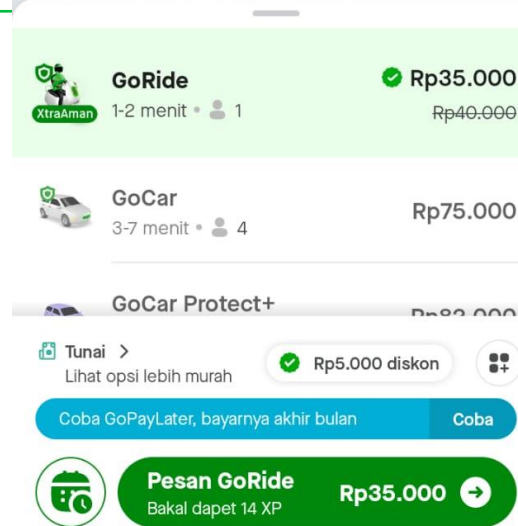 GoRide
Rp35.000
XtraAman
1-2 menit • 1
Rp40.000
GoCar
Rp75.000
3-7 menit • 4
GoCar Protect+
Rp82.000
Tunai >
Lihat opsi lebih murah
Rp5.000 diskon
Coba GoPayLater, bayarnya akhir bulan
Coba
Pesan GoRide
Bakal dapet 14 XP
Rp35.000